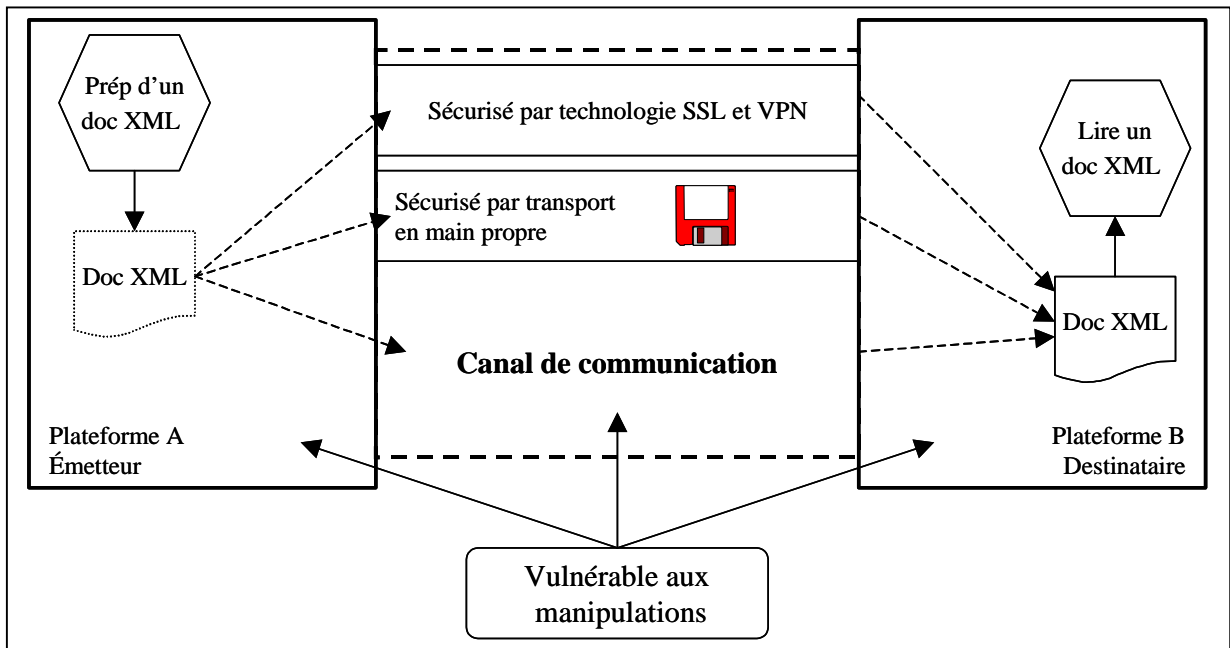 Prép d'un
doc XML
Doc XML
Plateforme A
Émetteur
Sécurisé par technologie SSL et VPN
Sécurisé par transport
en main propre
Canal de communication
Lire un
doc XML
Doc XML
Plateforme B
Destinataire
Vulnérable aux
manipulations